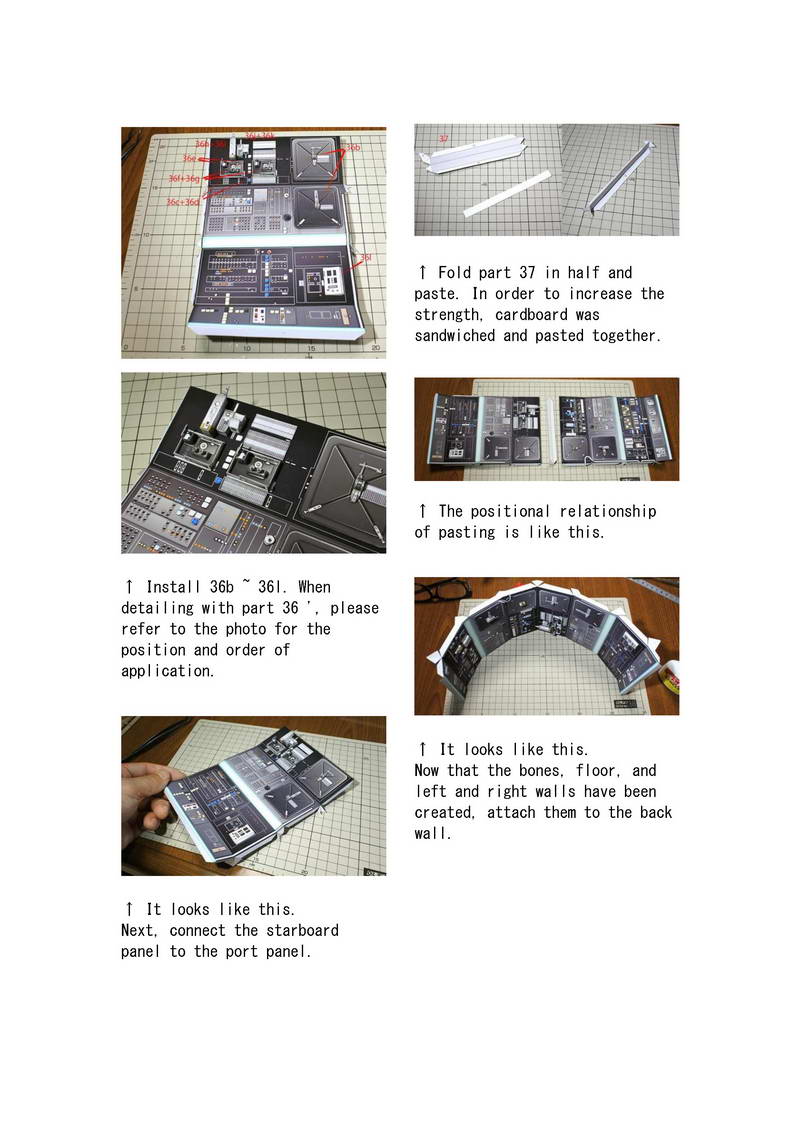 36i+36k
36h+36j
36e
36b
36f+36g
36c+36d
36l
↑ Install 36b ~ 36l. When
detailing with part 36 ', please
refer to the photo for the
position and order of
application.
↑ It looks like this.
Next, connect the starboard
panel to the port panel.
37
↑ Fold part 37 in half and
paste. In order to increase the
strength, cardboard was
sandwiched and pasted together.
↑ The positional relationship
of pasting is like this.
↑ It looks like this.
Now that the bones, floor, and
left and right walls have been
created, attach them to the back
wall.